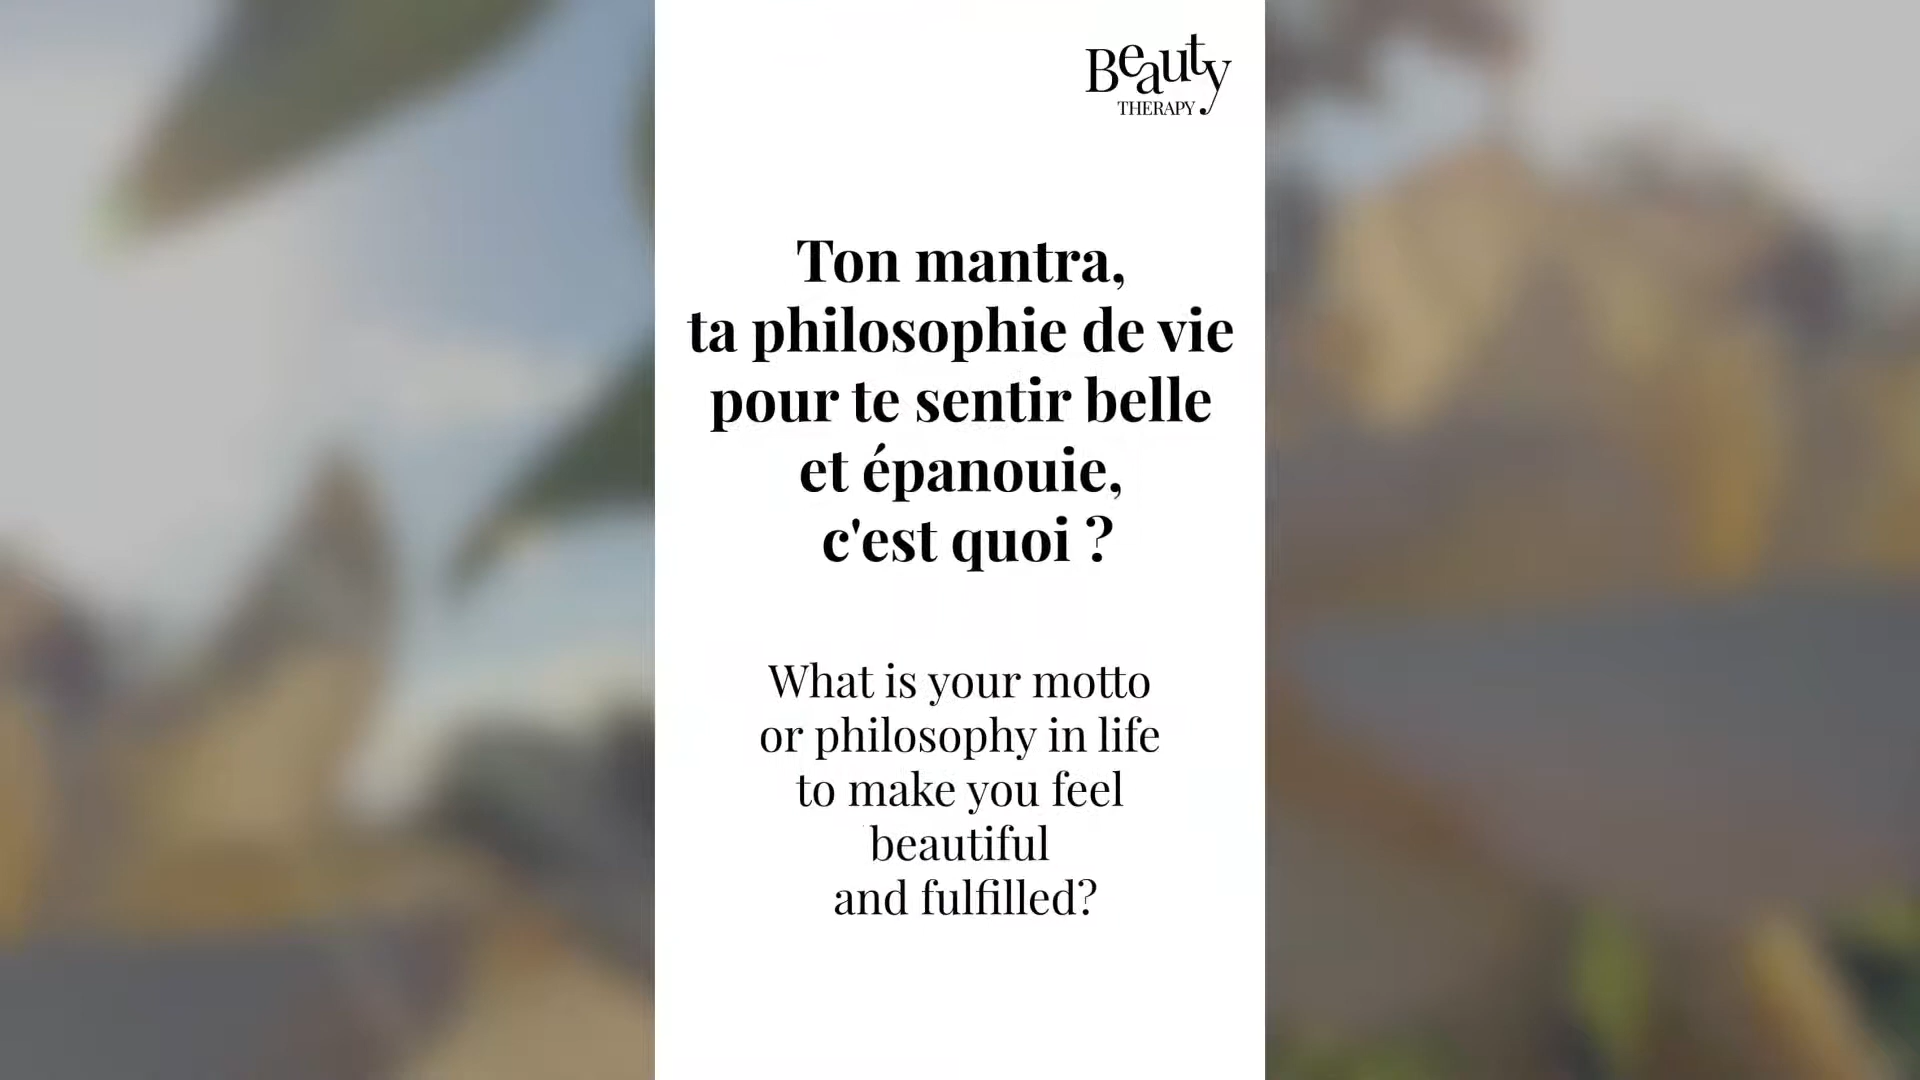 Beauty
THERAPY
Ton mantra,
ta philosophie de vie
pour te sentir belle
et épanouie,
c'est quoi ?
What is your motto
or philosophy in life
to make you feel
beautiful
and fulfilled?